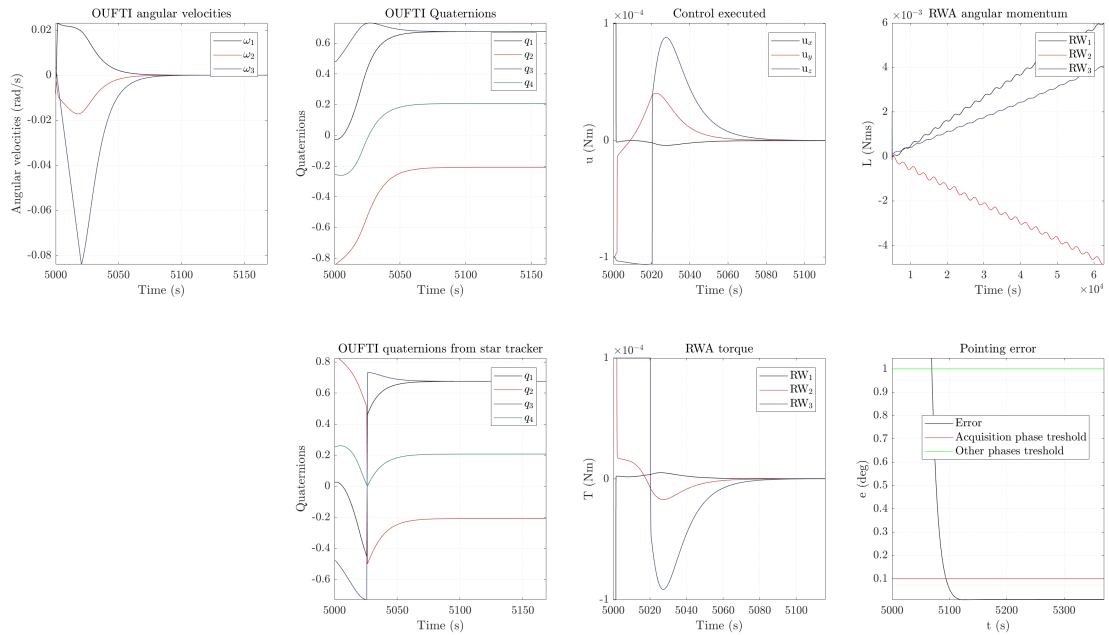 OUFTI angular velocities
Angular velocities (rad/s)
0.02
0
-0.02
-0.04
-0.06
-0.08
ω1
ω2
ω3
5000
5050
5100
5150
Time (s)
OUFTI Quaternions
Quaternions
0.6
0.4
0.2
0
-0.2
-0.4
-0.6
-0.8
q1
q2
q3
q4
5000
5050
5100
5150
Time (s)
Control executed
×10⁻⁴
u (Nm)
1
0
-1
ux
uy
uz
5000
5020
5040
5060
5080
5100
Time (s)
RWA angular momentum
×10⁻³
L (Nms)
6
4
2
0
-2
-4
RW1
RW2
RW3
1
2
3
4
5
6
×10⁴
Time (s)
OUFTI quaternions from star tracker
Quaternions
0.8
0.6
0.4
0.2
0
-0.2
-0.4
-0.6
q1
q2
q3
q4
5000
5050
5100
5150
Time (s)
RWA torque
×10⁻⁴
T (Nm)
1
0
-1
RW1
RW2
RW3
5000
5020
5040
5060
5080
5100
Time (s)
Pointing error
e (deg)
1
0.9
0.8
0.7
0.6
0.5
0.4
0.3
0.2
0.1
Error
Acquisition phase treshold
Other phases treshold
5000
5100
5200
5300
t (s)